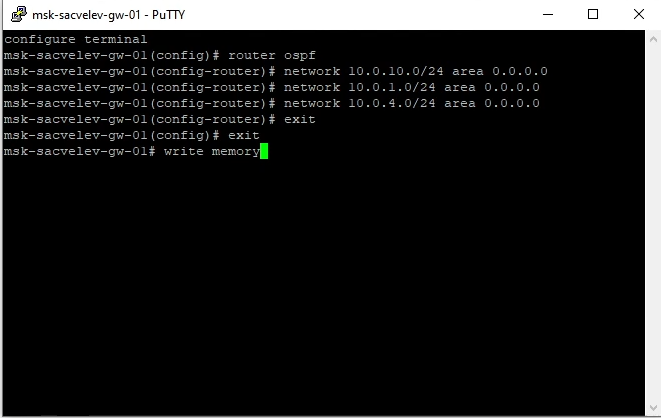 msk-sacvelev-gw-01 - PuTTY
configure terminal
msk-sacvelev-gw-01(config)# router ospf
msk-sacvelev-gw-01(config-router)# network 10.0.10.0/24 area 0.0.0.0
msk-sacvelev-gw-01(config-router)# network 10.0.1.0/24 area 0.0.0.0
msk-sacvelev-gw-01(config-router)# network 10.0.4.0/24 area 0.0.0.0
msk-sacvelev-gw-01(config-router)# exit
msk-sacvelev-gw-01(config)# exit
msk-sacvelev-gw-01# write memory